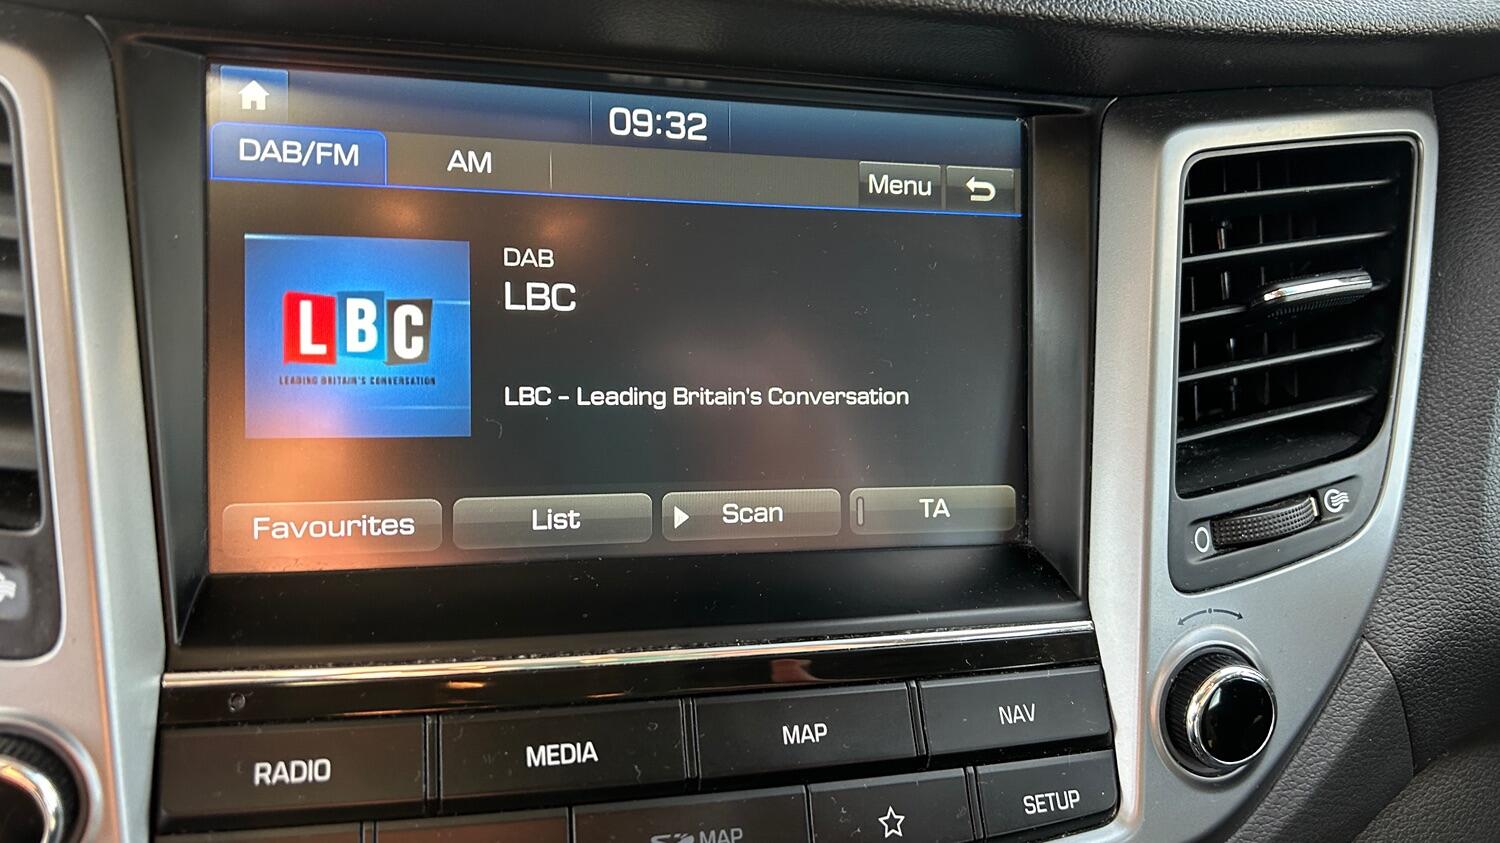 09:32
DAB/FM
AM
Menu
DAB
LBC
LBC
LEADING BRITAIN'S CONVERSATION
LBC - Leading Britain's Conversation
Favourites
List
Scan
TA
RADIO
MEDIA
MAP
NAV
MAP
SETUP